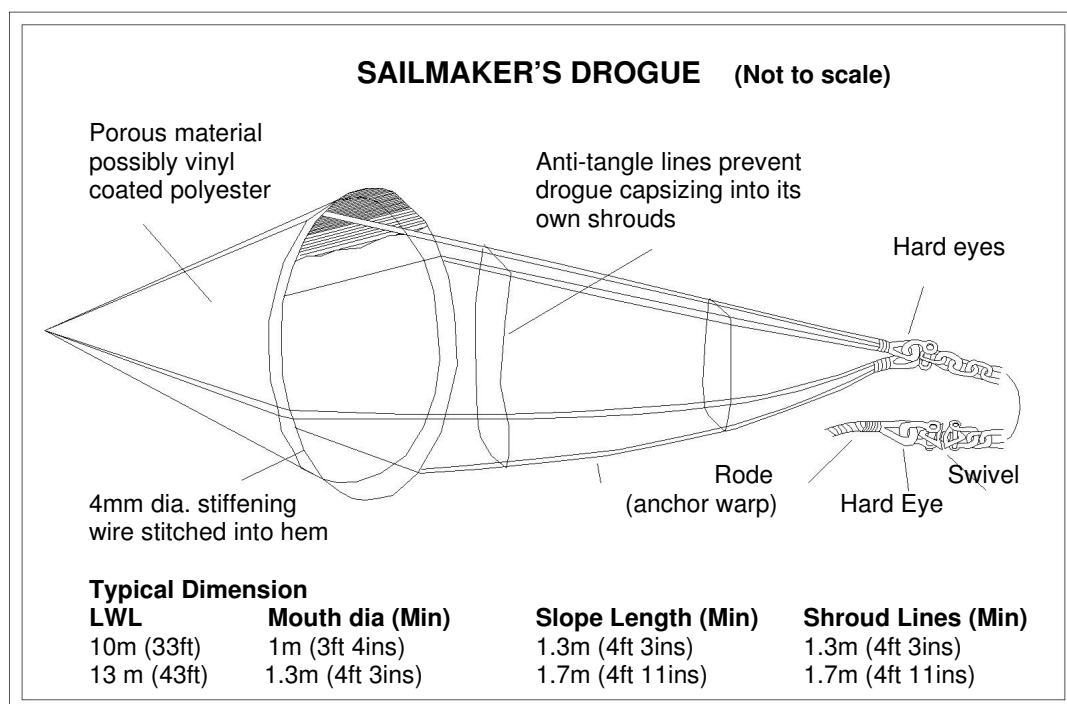 SAILMAKER'S DROGUE (Not to scale)
Porous material
possibly vinyl
coated polyester
Anti-tangle lines prevent
drogue capsizing into its
own shrouds
Hard eyes
4mm dia. stiffening
wire stitched into hem
Rode
(anchor warp)
Hard Eye
Swivel
Typical Dimension
LWL Mouth dia (Min) Slope Length (Min) Shroud Lines (Min)
10m (33ft) 1m (3ft 4ins) 1.3m (4ft 3ins) 1.3m (4ft 3ins)
13 m (43ft) 1.3m (4ft 3ins) 1.7m (4ft 11ins) 1.7m (4ft 11ins)